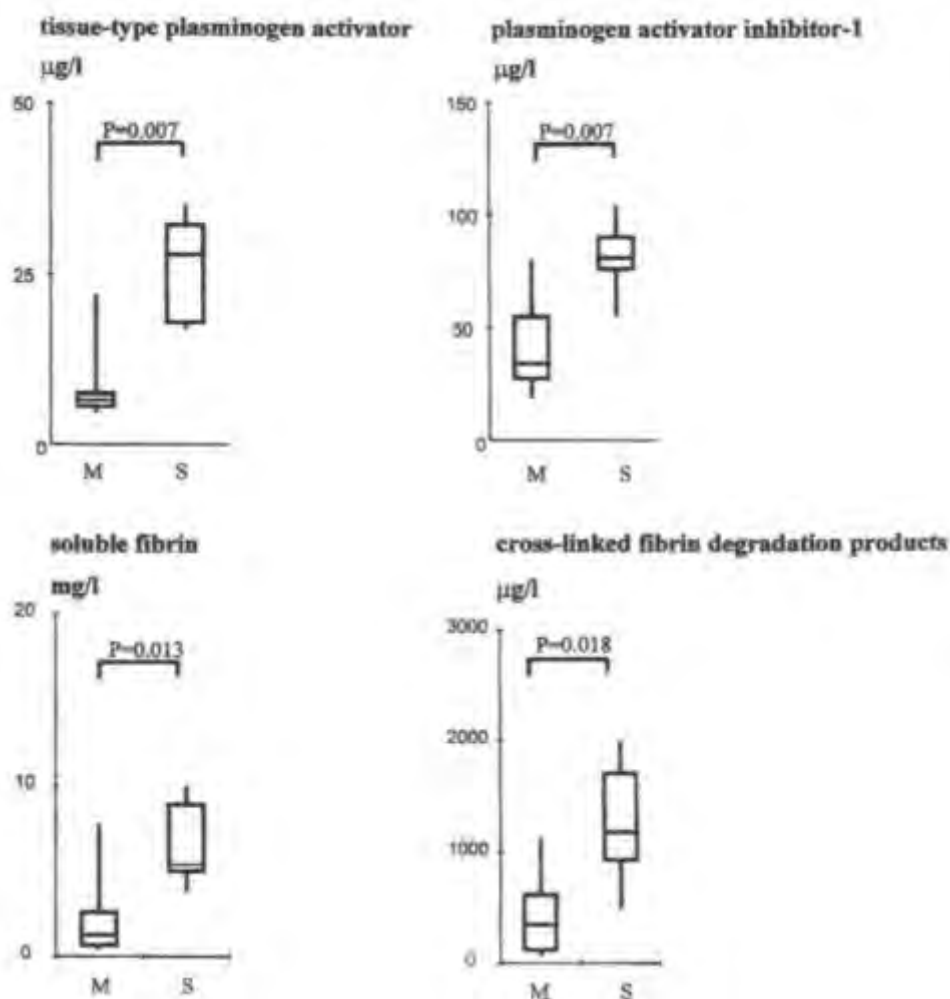 tissue-type plasminogen activator
µg/l
50
P=0.007
25
0
M S
plasminogen activator inhibitor-1
µg/l
150
P=0.007
100
50
0
M S
soluble fibrin
mg/l
20
P=0.013
10
0
M S
cross-linked fibrin degradation products
µg/l
3000
P=0.018
2000
1000
0
M S